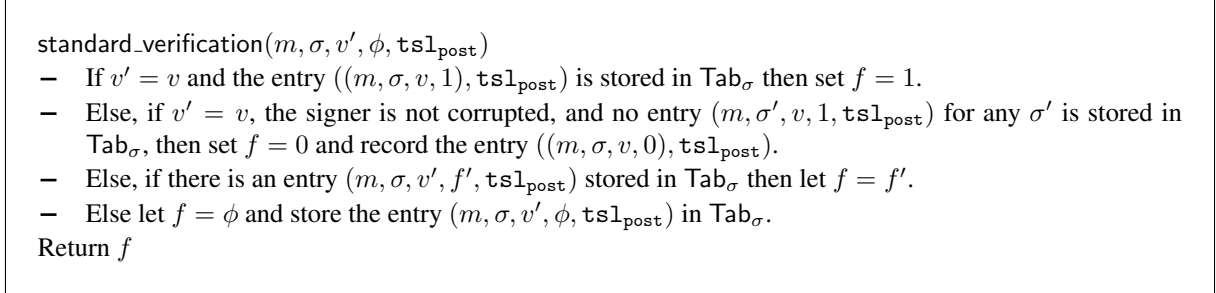 standard_verification(m, σ, v′, ϕ, tsl_post)
– If v′ = v and the entry ((m, σ, v, 1), tsl_post) is stored in Tab_σ then set f = 1.
– Else, if v′ = v, the signer is not corrupted, and no entry (m, σ′, v, 1, tsl_post) for any σ′ is stored in
Tab_σ, then set f = 0 and record the entry ((m, σ, v, 0), tsl_post).
– Else, if there is an entry (m, σ, v′, f′, tsl_post) stored in Tab_σ then let f = f′.
– Else let f = ϕ and store the entry (m, σ, v′, ϕ, tsl_post) in Tab_σ.
Return f